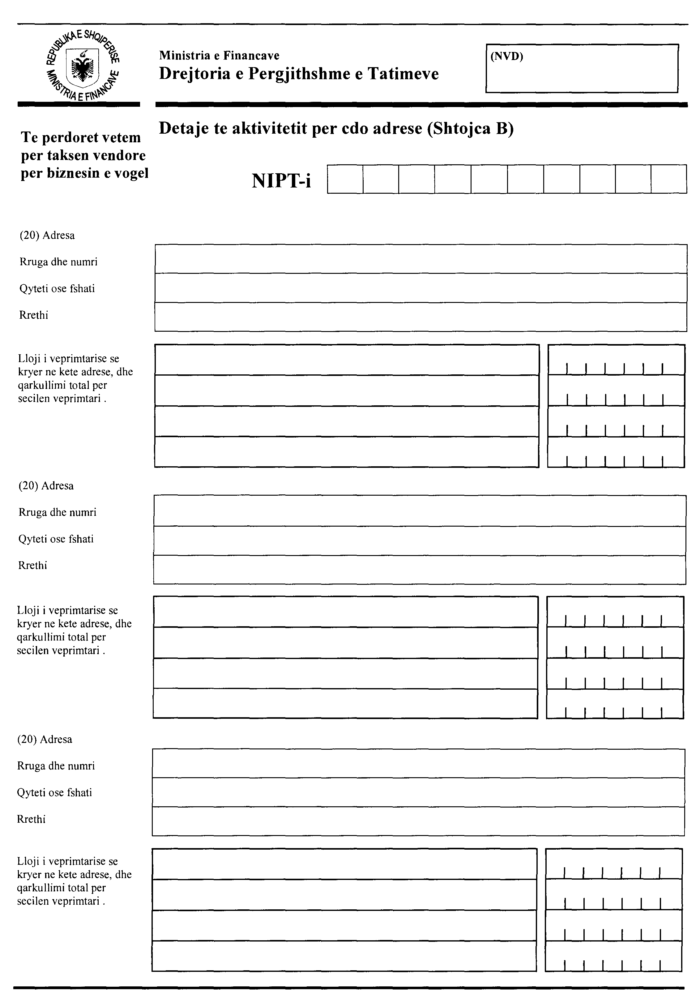 REPUBLIKA E SHQIPERISE
MINISTRIA E FINANCAVE
Ministria e Financave
Drejtoria e Pergjithshme e Tatimeve
(NVD)
Te perdoret vetem
per taksen vendore
per biznesin e vogel
Detaje te aktivitetit per cdo adrese (Shtojca B)
NIPT-i
(20) Adresa
Rruga dhe numri
Qyteti ose fshati
Rrethi
Lloji i veprimtarise se
kryer ne kete adrese, dhe
qarkullimi total per
secilen veprimtari .
(20) Adresa
Rruga dhe numri
Qyteti ose fshati
Rrethi
Lloji i veprimtarise se
kryer ne kete adrese, dhe
qarkullimi total per
secilen veprimtari .
(20) Adresa
Rruga dhe numri
Qyteti ose fshati
Rrethi
Lloji i veprimtarise se
kryer ne kete adrese, dhe
qarkullimi total per
secilen veprimtari .